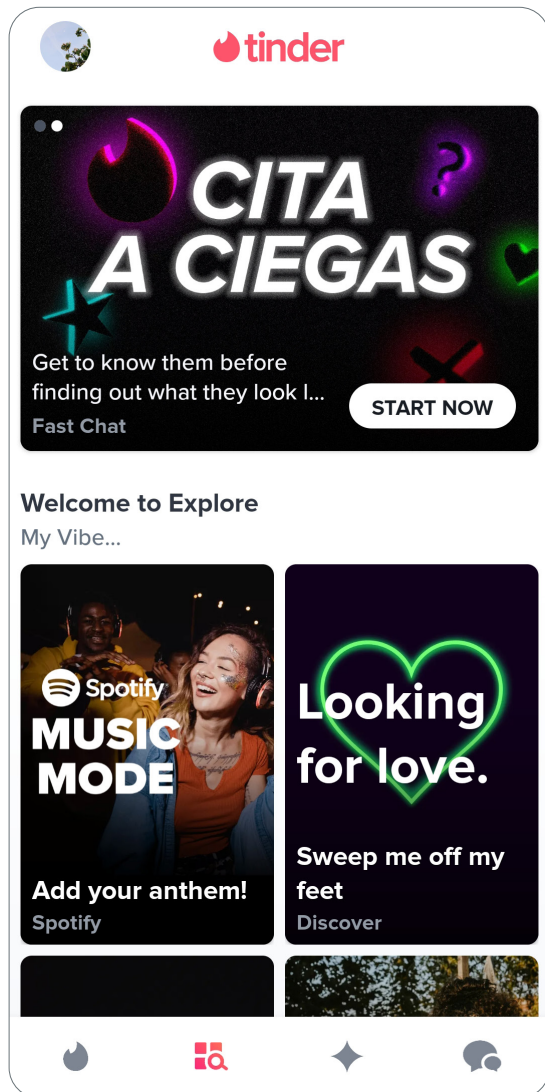 tinder
CITA
A CIEGAS
Get to know them before
finding out what they look l...
Fast Chat
START NOW
Welcome to Explore
My Vibe...
Spotify
MUSIC
MODE
Add your anthem!
Spotify
Looking
for love.
Sweep me off my
feet
Discover